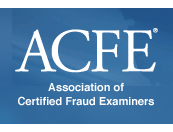 ACFE®
Association of
Certified Fraud Examiners